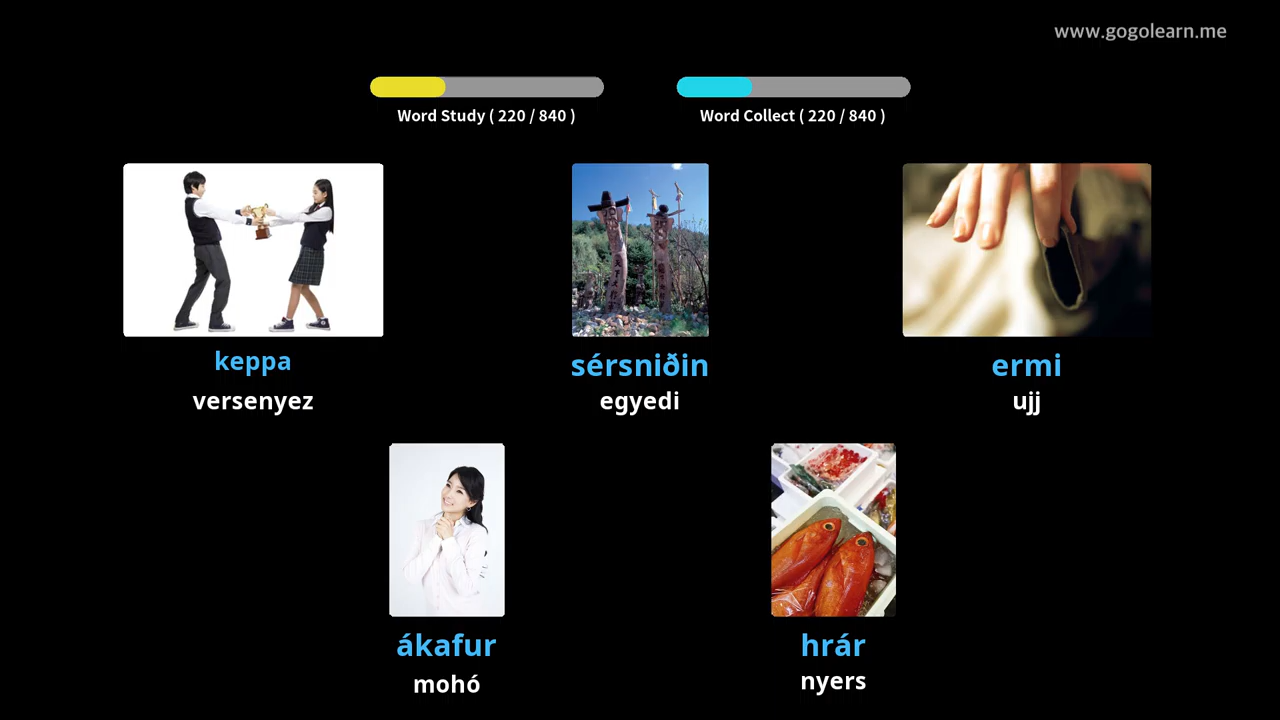 www.gogolearn.me
Word Study ( 220 / 840 )
Word Collect ( 220 / 840 )
keppa
versenyez
sérsniðin
egyedi
ermi
ujj
ákafur
mohó
hrár
nyers